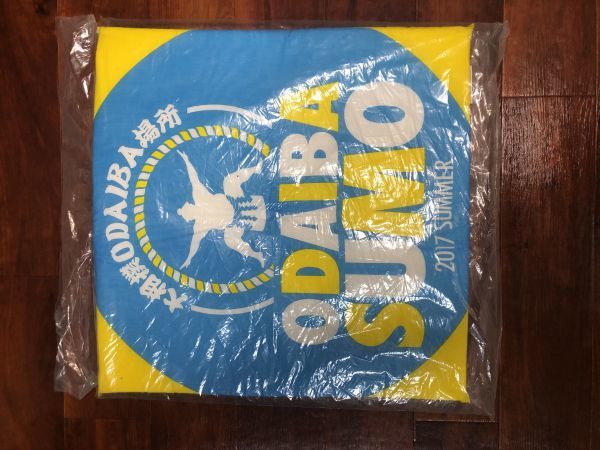 大相撲ODAIBA場所
ODAIBA
SUMO
2017 SUMMER